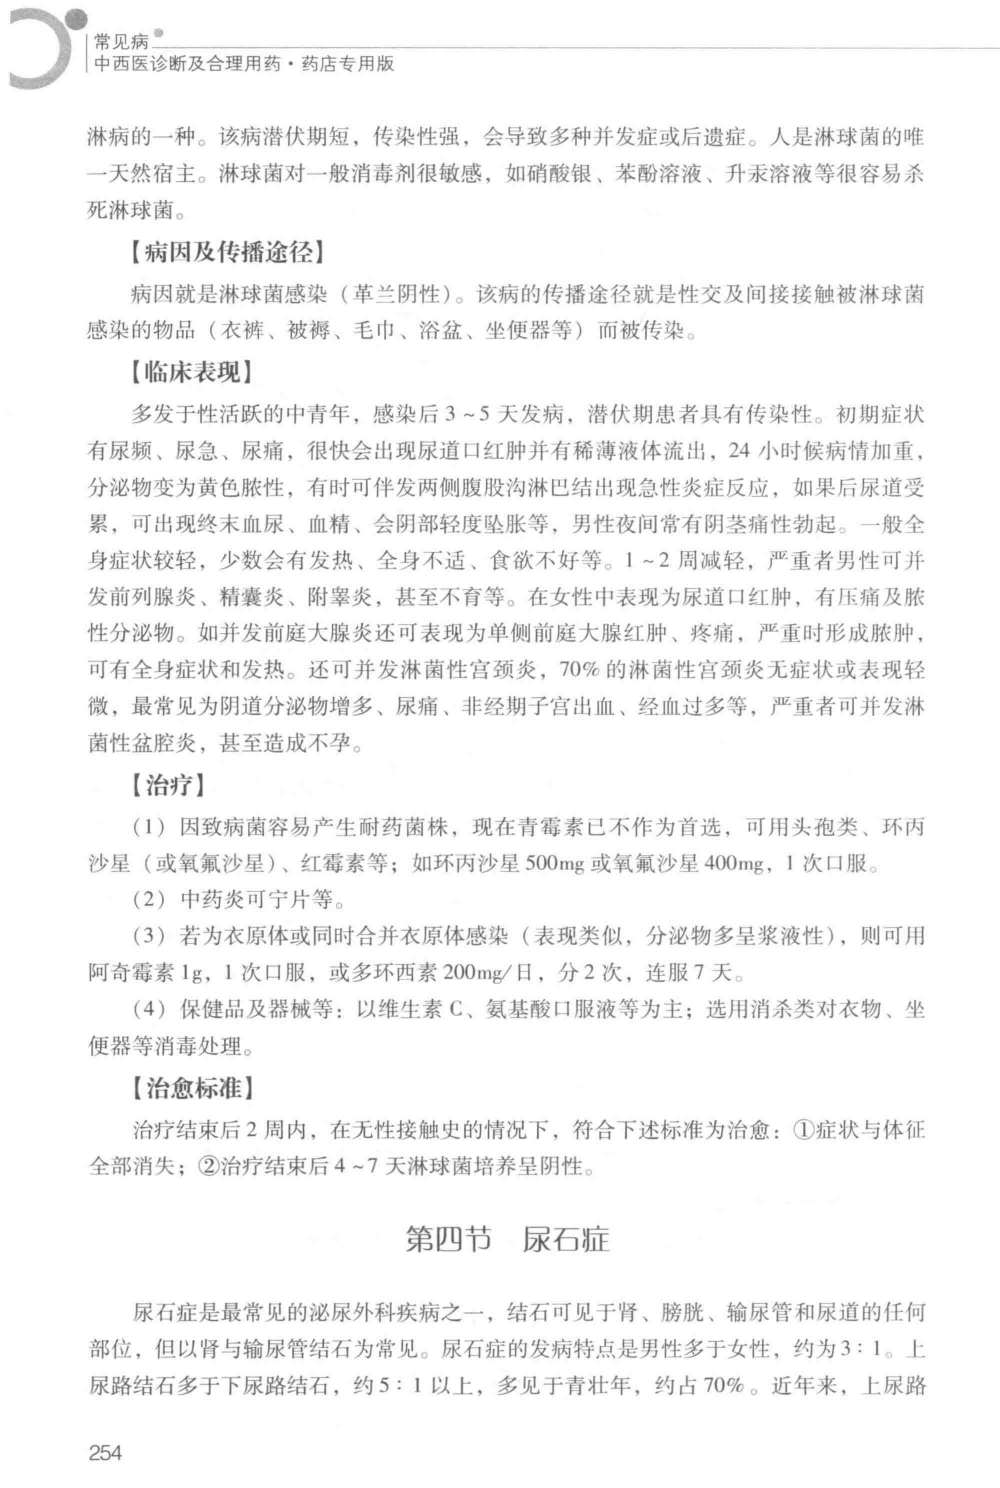 常见病
中西医诊断及合理用药·药店专用版
淋病的一种。该病潜伏期短，传染性强，会导致多种并发症或后遗症。人是淋球菌的唯
一天然宿主。淋球菌对一般消毒剂很敏感，如硝酸银、苯酚溶液、升汞溶液等很容易杀
死淋球菌。
【病因及传播途径】
病因就是淋球菌感染（革兰阴性）。该病的传播途径就是性交及间接接触被淋球菌
感染的物品（衣裤、被褥、毛巾、浴盆、坐便器等）而被传染。
【临床表现】
多发于性活跃的中青年，感染后 3 ~ 5 天发病，潜伏期患者具有传染性。初期症状
有尿频、尿急、尿痛，很快会出现尿道口红肿并有稀薄液体流出，24 小时候病情加重，
分泌物变为黄色脓性，有时可伴发两侧腹股沟淋巴结出现急性炎症反应，如果后尿道受
累，可出现终末血尿、血精、会阴部轻度坠胀等，男性夜间常有阴茎痛性勃起。一般全
身症状较轻，少数会有发热、全身不适、食欲不好等。1 ~ 2 周减轻，严重者男性可并
发前列腺炎、精囊炎、附睾炎，甚至不育等。在女性中表现为尿道口红肿，有压痛及脓
性分泌物。如并发前庭大腺炎还可表现为单侧前庭大腺红肿、疼痛，严重时形成脓肿，
可有全身症状和发热。还可并发淋菌性宫颈炎，70% 的淋菌性宫颈炎无症状或表现轻
微，最常见为阴道分泌物增多、尿痛、非经期子宫出血、经血过多等，严重者可并发淋
菌性盆腔炎，甚至造成不孕。
【治疗】
（1）因致病菌容易产生耐药菌株，现在青霉素已不作为首选，可用头孢类、环丙
沙星（或氧氟沙星）、红霉素等；如环丙沙星 500mg 或氧氟沙星 400mg，1 次口服。
（2）中药炎可宁片等。
（3）若为衣原体或同时合并衣原体感染（表现类似，分泌物多呈浆液性），则可用
阿奇霉素 1g，1 次口服，或多环西素 200mg/日，分 2 次，连服 7 天。
（4）保健品及器械等：以维生素 C、氨基酸口服液等为主；选用消杀类对衣物、坐
便器等消毒处理。
【治愈标准】
治疗结束后 2 周内，在无性接触史的情况下，符合下述标准为治愈：①症状与体征
全部消失；②治疗结束后 4 ~ 7 天淋球菌培养呈阴性。
第四节　尿石症
尿石症是最常见的泌尿外科疾病之一，结石可见于肾、膀胱、输尿管和尿道的任何
部位，但以肾与输尿管结石为常见。尿石症的发病特点是男性多于女性，约为 3∶1。上
尿路结石多于下尿路结石，约 5∶1 以上，多见于青壮年，约占 70%。近年来，上尿路
254